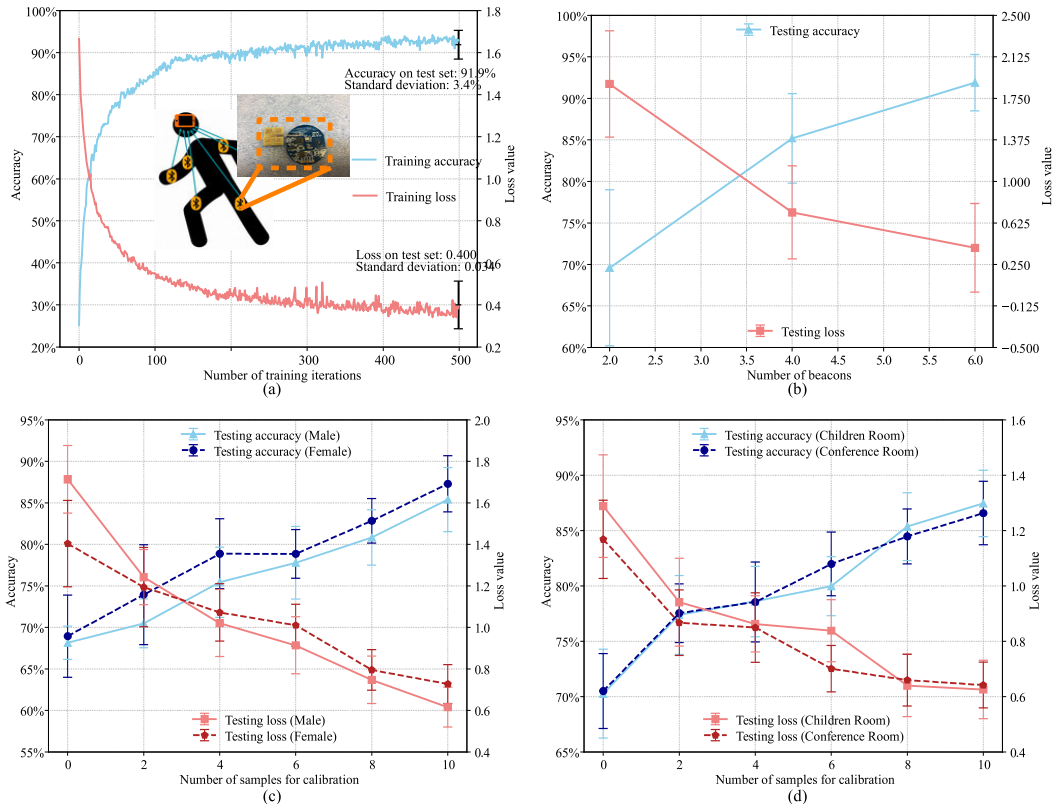 100%
90%
80%
70%
60%
50%
40%
30%
20%
Accuracy
1.8
1.6
1.4
1.2
1.0
0.8
0.6
0.4
0.2
Loss value
Accuracy on test set: 91.9%
Standard deviation: 3.4%
Training accuracy
Training loss
Loss on test set: 0.400
Standard deviation: 0.034
0 100 300 400 500
Number of training iterations
(a)
100%
95%
90%
85%
80%
75%
70%
65%
60%
Accuracy
2.500
2.125
1.750
1.375
1.000
0.625
0.250
−0.125
−0.500
Loss value
Testing accuracy
Testing loss
2.0 2.5 3.0 3.5 4.0 4.5 5.0 5.5 6.0
Number of beacons
(b)
95%
90%
85%
80%
75%
70%
65%
60%
55%
Accuracy
2.0
1.8
1.6
1.4
1.2
1.0
0.8
0.6
0.4
Loss value
Testing accuracy (Male)
Testing accuracy (Female)
Testing loss (Male)
Testing loss (Female)
0 2 4 6 8 10
Number of samples for calibration
(c)
95%
90%
85%
80%
75%
70%
65%
Accuracy
1.6
1.4
1.2
1.0
0.8
0.6
0.4
Loss value
Testing accuracy (Children Room)
Testing accuracy (Conference Room)
Testing loss (Children Room)
Testing loss (Conference Room)
0 2 4 6 8 10
Number of samples for calibration
(d)